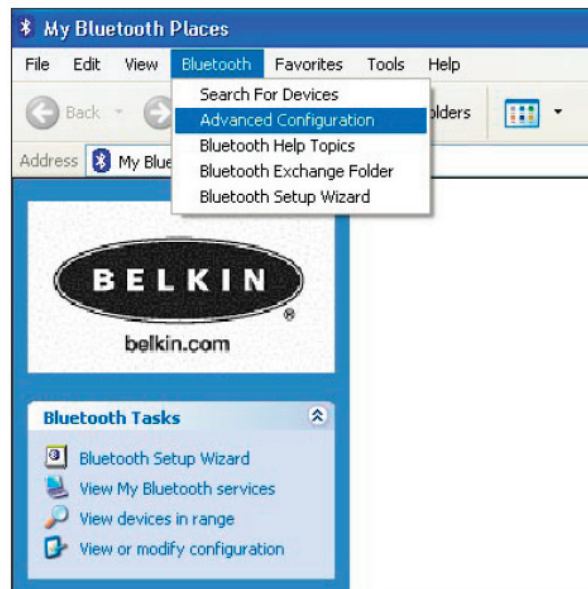 My Bluetooth Places
File Edit View Bluetooth Favorites Tools Help
Search For Devices
Back
Advanced Configuration
Bluetooth Help Topics
Address My Blue
Bluetooth Exchange Folder
Bluetooth Setup Wizard
BELKIN
®
belkin.com
Bluetooth Tasks
Bluetooth Setup Wizard
View My Bluetooth services
View devices in range
View or modify configuration